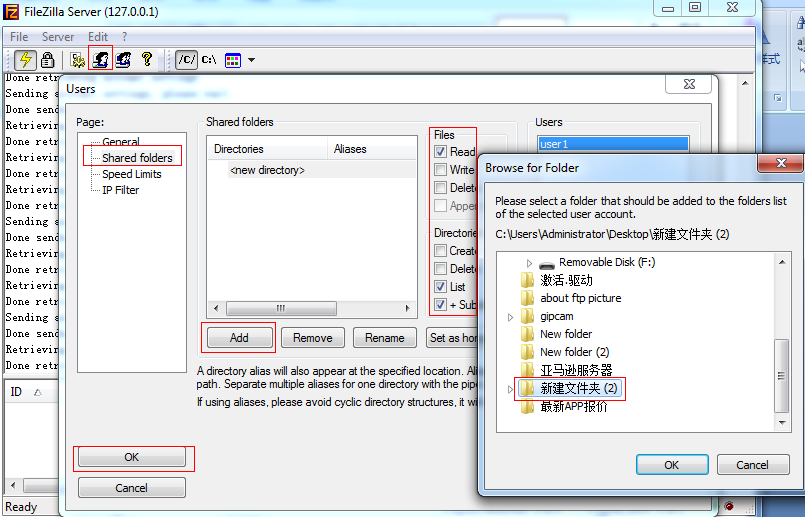 FileZilla Server (127.0.0.1)
File Server Edit ?
/C/ C:\
样式
Done retr
Sending a
Done send
Retrievin
Done retr
Retrievin
Done retr
Retrievin
Done retr
Sending a
Done send
Retrievin
Done retr
Retrievin
Done retr
Sending a
Done send
Retrievin
Done retr
ID
Ready
Users
Page:
General
Shared folders
Speed Limits
IP Filter
OK
Cancel
Shared folders
Directories Aliases
<new directory>
Add Remove Rename Set as hom
A directory alias will also appear at the specified location. Ali
path. Separate multiple aliases for one directory with the pipe
If using aliases, please avoid cyclic directory structures, it wi
Files
Read
Write
Delete
Appe
Directorie
Create
Delete
List
+ Sub
Users
user1
Browse for Folder
Please select a folder that should be added to the folders list
of the selected user account.
C:\Users\Administrator\Desktop\新建文件夹 (2)
Removable Disk (F:)
激活.驱动
about ftp picture
gipcam
New folder
New folder (2)
亚马逊服务器
新建文件夹 (2)
最新APP报价
OK Cancel